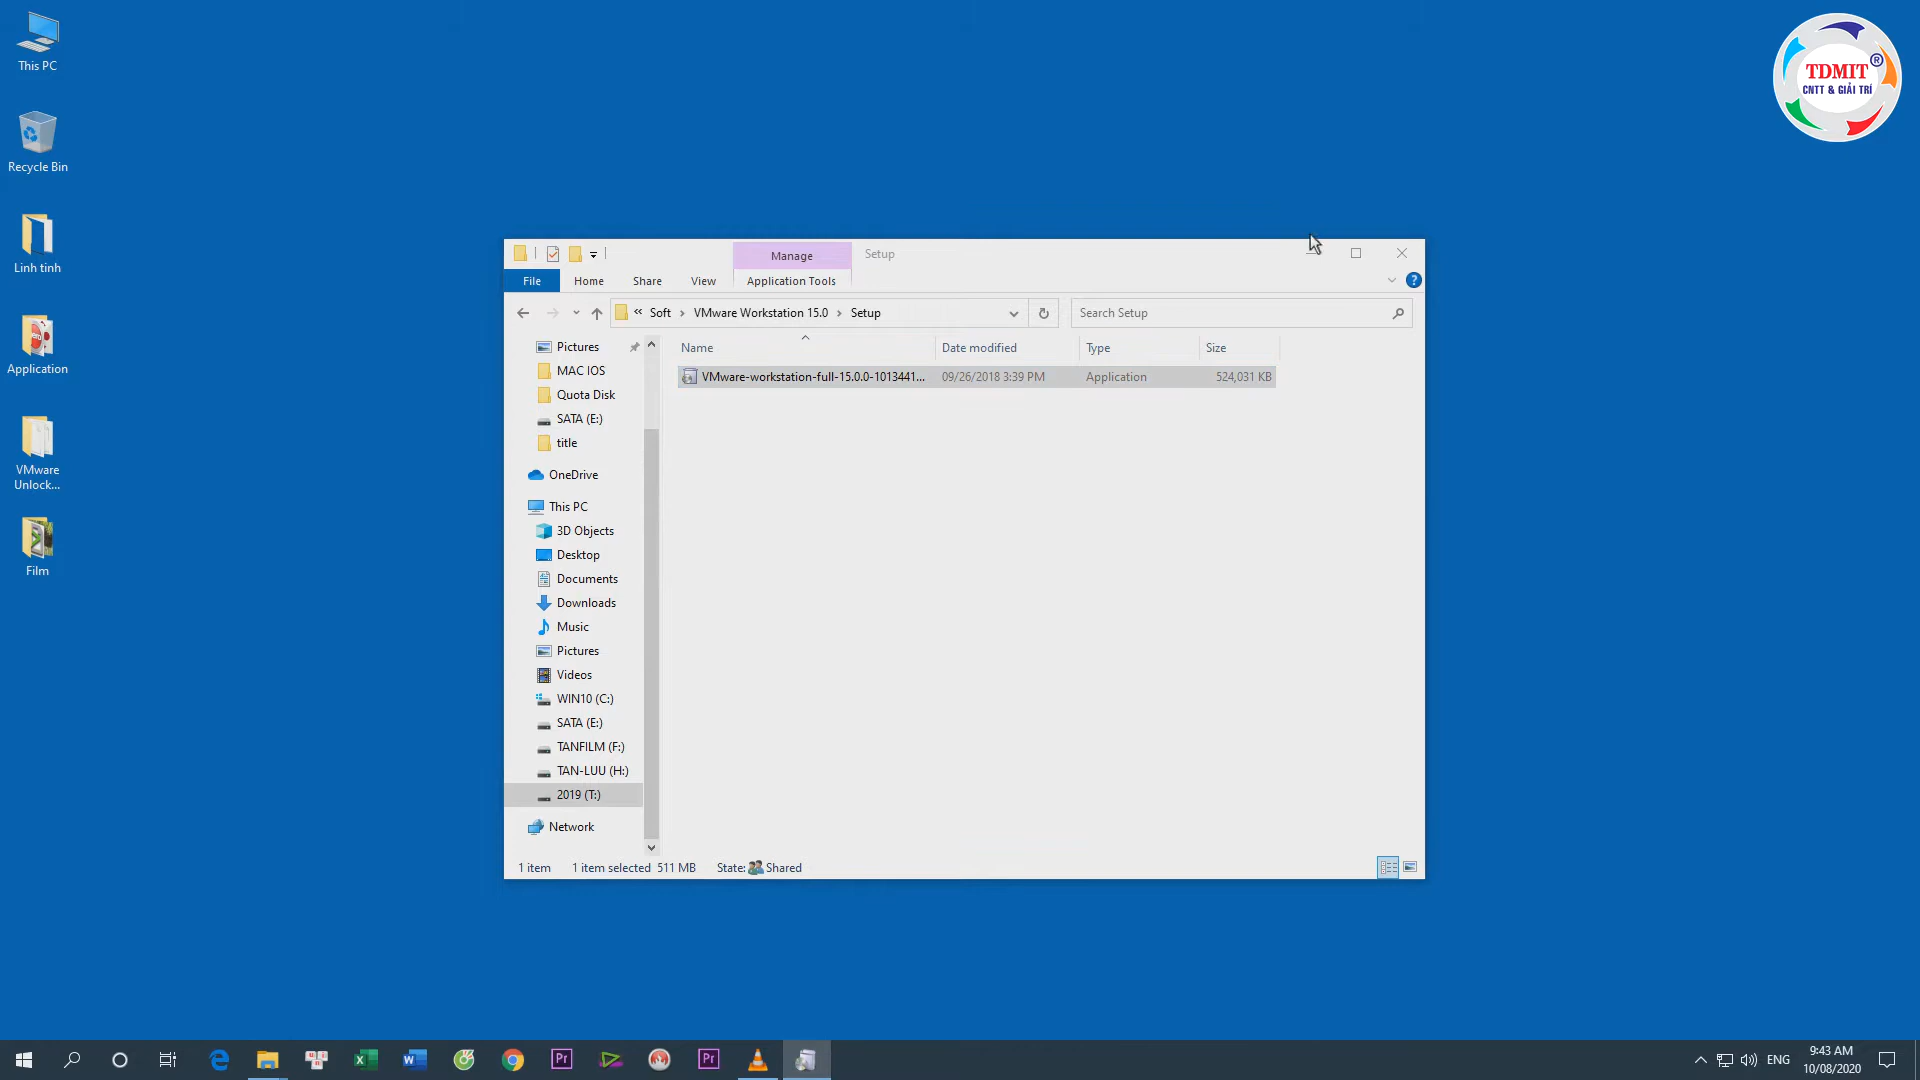 This PC
Recycle Bin
Linh tinh
Application
VMware
Unlock...
Film
TDMIT ®
CNTT & GIẢI TRÍ
Manage
Setup
File
Home
Share
View
Application Tools
« Soft › VMware Workstation 15.0 › Setup
Search Setup
Name
Date modified
Type
Size
VMware-workstation-full-15.0.0-1013441...
09/26/2018 3:39 PM
Application
524,031 KB
Pictures
MAC IOS
Quota Disk
SATA (E:)
title
OneDrive
This PC
3D Objects
Desktop
Documents
Downloads
Music
Pictures
Videos
WIN10 (C:)
SATA (E:)
TANFILM (F:)
TAN-LUU (H:)
2019 (T:)
Network
1 item
1 item selected 511 MB
State: Shared
Pr
Pr
ENG
9:43 AM
10/08/2020